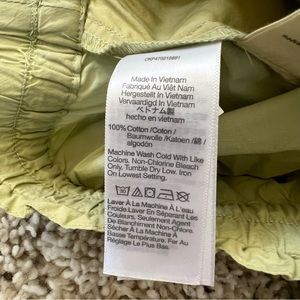 Made In Vietnam
Fabriqué Au Viêt Nam
Hergestellt In Vietnam
Vervaardigd In Vietnam
ベトナム製
hecho en vietnam
100% Cotton / Coton /
Baumwolle / Katoen / 綿 /
algodón
Machine Wash Cold With Like
Colors. Non-Chlorine Bleach
Only. Tumble Dry Low. Iron
On Lowest Setting.
Laver À La Machine À L'Eau
Froide. Laver En Séparant Les
Couleurs. Seulement Agent
De Blanchiment Non-Chloré.
Sécher À La Machine À
Basse Température. Fer Au
Réglage Le Plus Bas.